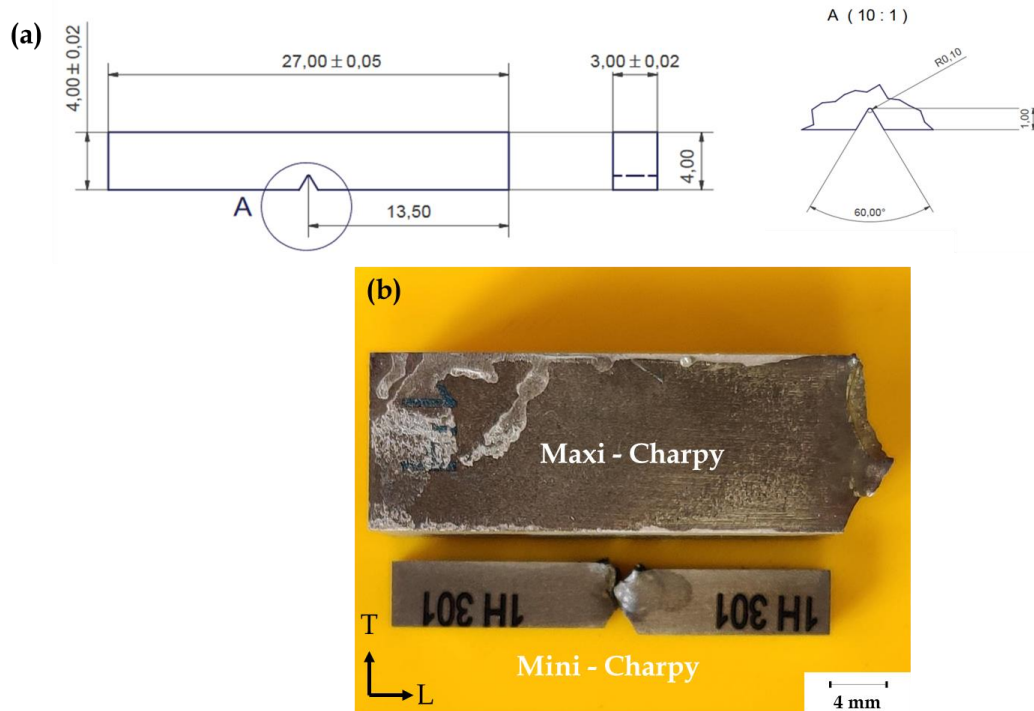 (a)
A ( 10 : 1 )
27,00 ± 0,05
3,00 ± 0,02
4,00 ± 0,02
R0,10
1,00
4,00
A
13,50
60,00°
(b)
Maxi - Charpy
1H 301
1H 301
T
L
Mini - Charpy
4 mm